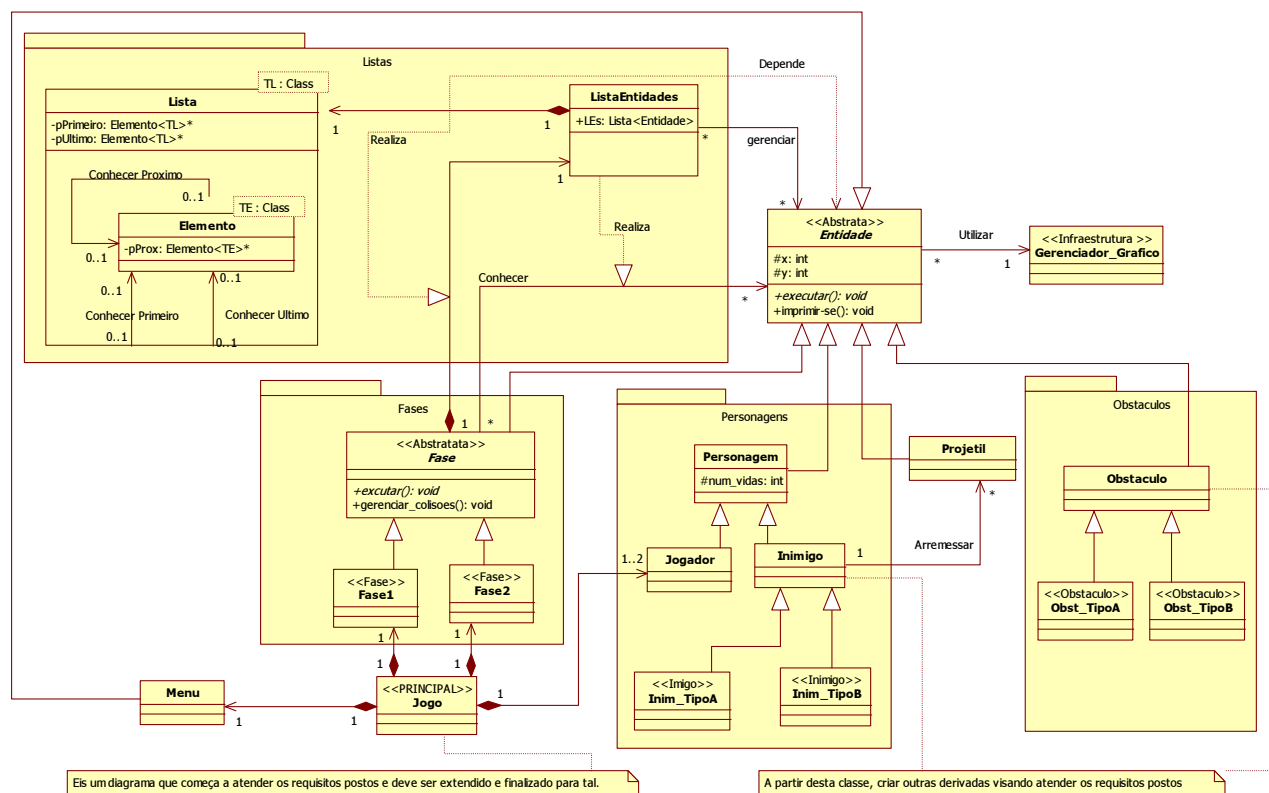 Listas
TL : Class
Lista
-pPrimeiro: Elemento<TL>*
-pUltimo: Elemento<TL>*
Conhecer Proximo
0..1
TE : Class
Elemento
-pProx: Elemento<TE>*
0..1
0..1
0..1
Conhecer Primeiro
Conhecer Ultimo
0..1
0..1
ListaEntidades
+LEs: Lista<Entidade>
1
1
Realiza
Depende
*
gerenciar
*
1
Realiza
Conhecer
*
<<Abstrata>>
Entidade
#x: int
#y: int
+executar(): void
+imprimir-se(): void
Utilizar
*
1
<<Infraestrutura >>
Gerenciador_Grafico
Fases
1
*
<<Abstratata>>
Fase
+excutar(): void
+gerenciar_colisoes(): void
<<Fase>>
Fase1
<<Fase>>
Fase2
1
1
1
1
<<PRINCIPAL>>
Jogo
1
1
1
Menu
Personagens
Personagem
#num_vidas: int
1..2
Jogador
Inimigo
1
Arremessar
*
Projetil
<<Imigo>>
Inim_TipoA
<<Inimigo>>
Inim_TipoB
Obstaculos
Obstaculo
<<Obstaculo>>
Obst_TipoA
<<Obstaculo>>
Obst_TipoB
Eis um diagrama que começa a atender os requisitos postos e deve ser extendido e finalizado para tal.
A partir desta classe, criar outras derivadas visando atender os requisitos postos